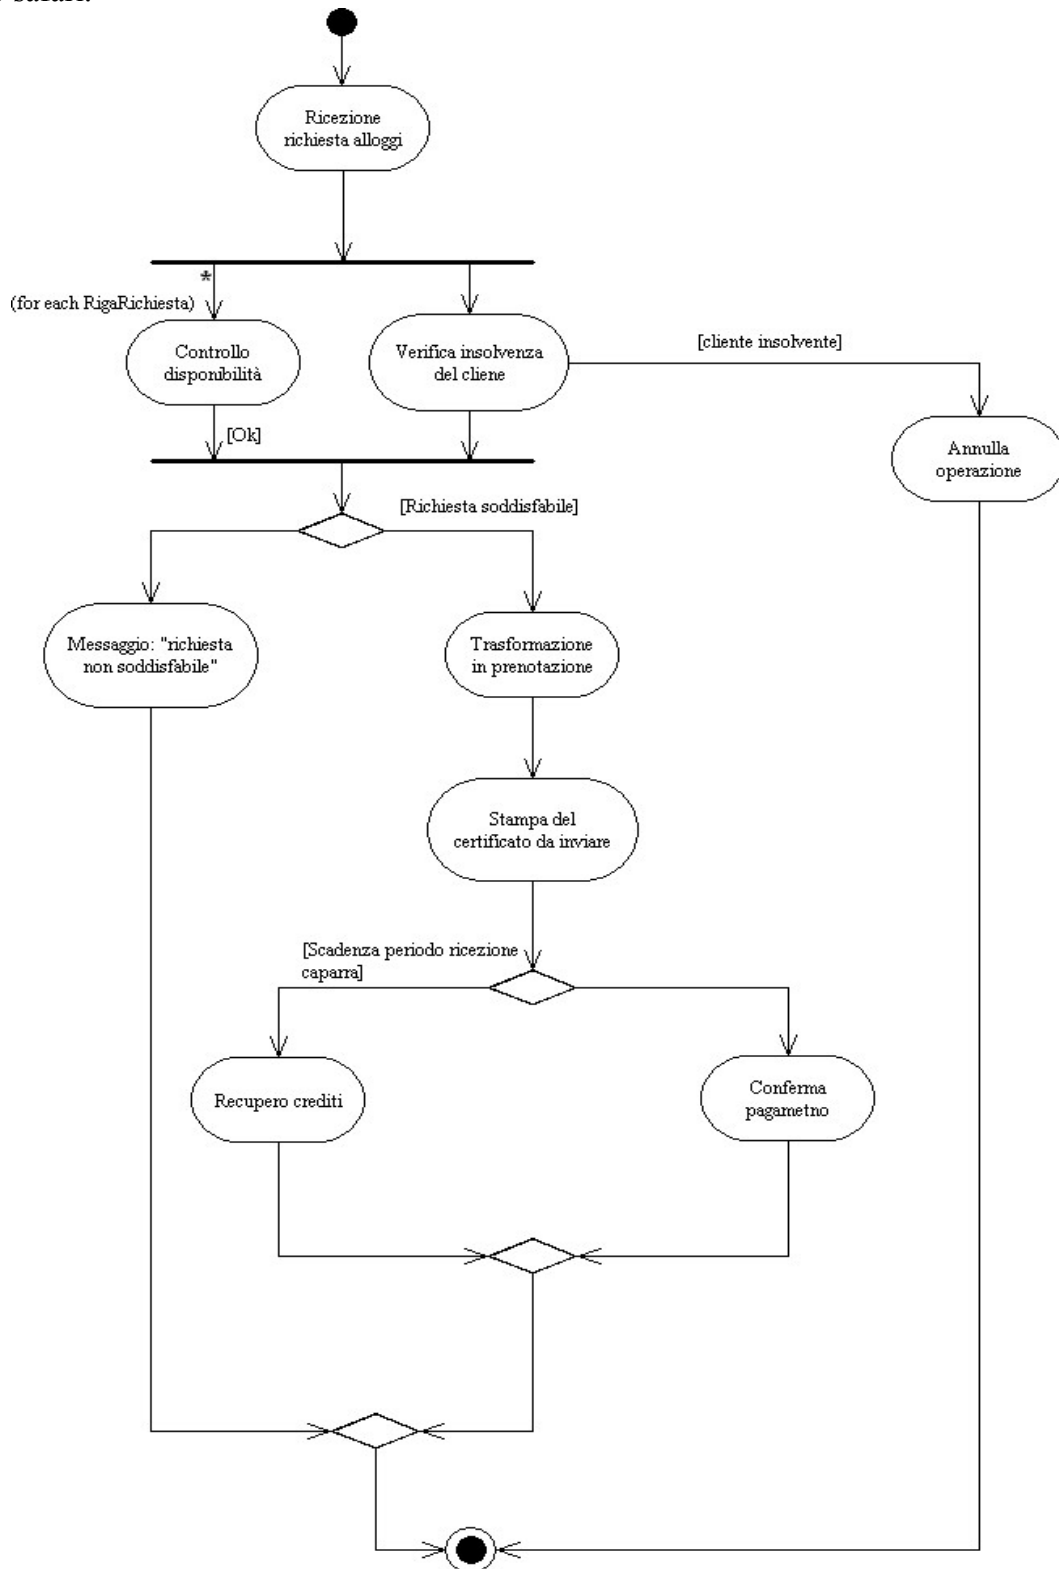 safari.
Ricezione
richiesta alloggi
*
(for each RigaRichiesta)
Controllo
disponibilità
Verifica insolvenza
del cliene
[cliente insolvente]
[Ok]
Annulla
operazione
[Richiesta soddisfabile]
Messaggio: "richiesta
non soddisfabile"
Trasformazione
in prenotazione
Stampa del
certificato da inviare
[Scadenza periodo ricezione
caparra]
Recupero crediti
Conferma
pagametno